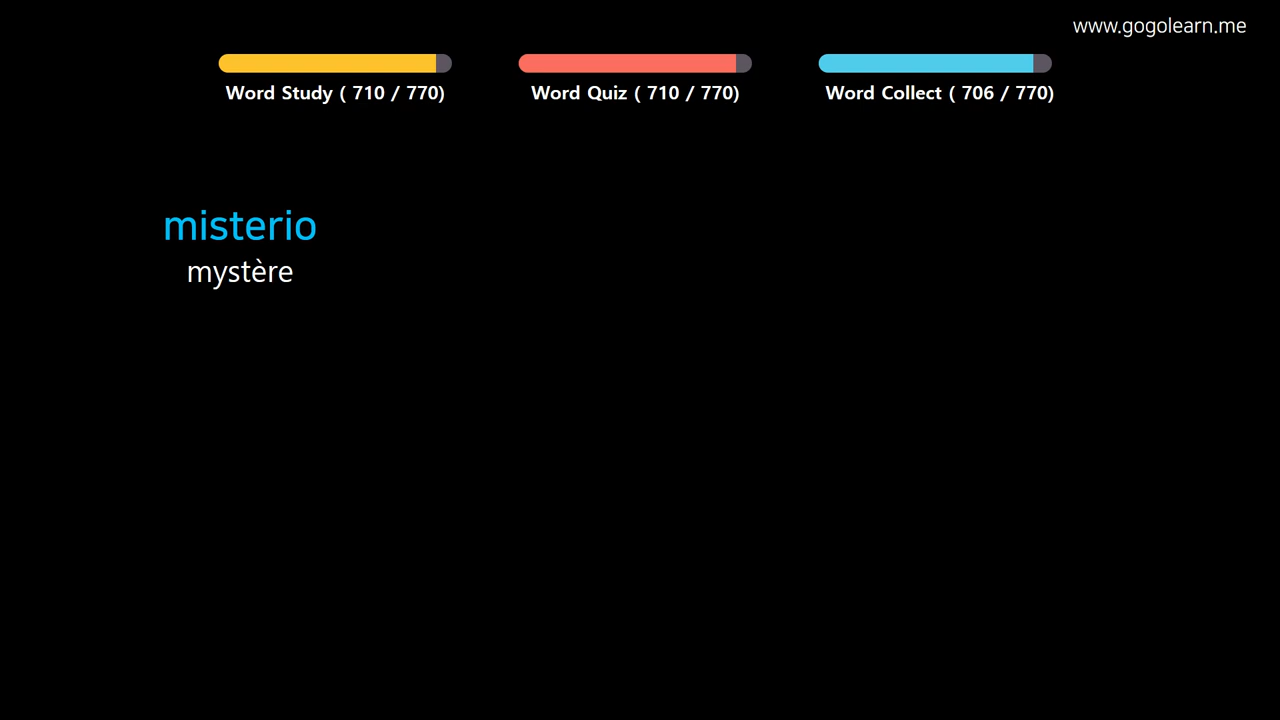 www.gogolearn.me
Word Study ( 710 / 770)
Word Quiz ( 710 / 770)
Word Collect ( 706 / 770)
misterio
mystère